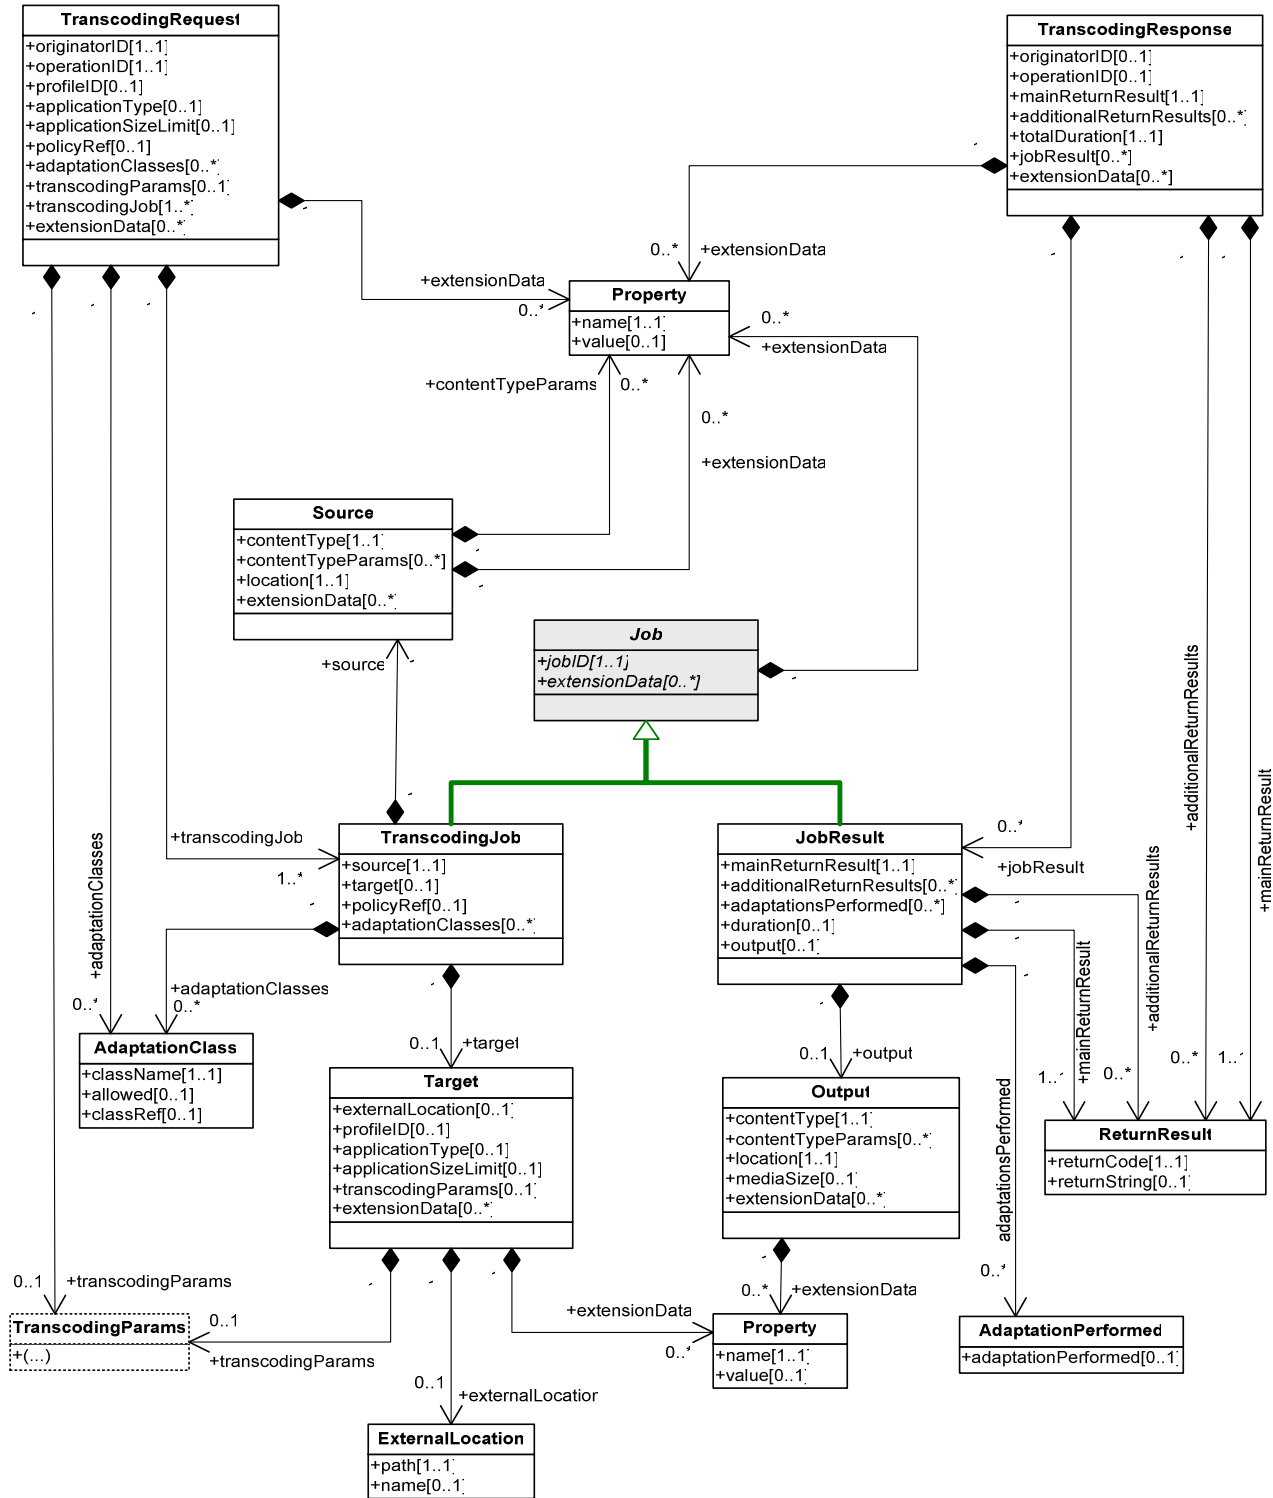 TranscodingRequest
+originatorID[1..1]
+operationID[1..1]
+profileID[0..1]
+applicationType[0..1]
+applicationSizeLimit[0..1]
+policyRef[0..1]
+adaptationClasses[0..*]
+transcodingParams[0..1]
+transcodingJob[1..*]
+extensionData[0..*]
TranscodingResponse
+originatorID[0..1]
+operationID[0..1]
+mainReturnResult[1..1]
+additionalReturnResults[0..*]
+totalDuration[1..1]
+jobResult[0..*]
+extensionData[0..*]
0..*
+extensionData
+extensionData
0..*
Property
+name[1..1]
+value[0..1]
0..*
+extensionData
+contentTypeParams
0..*
0..*
+extensionData
Source
+contentType[1..1]
+contentTypeParams[0..*]
+location[1..1]
+extensionData[0..*]
+source
Job
+jobID[1..1]
+extensionData[0..*]
+additionalReturnResults
+mainReturnResult
+transcodingJob
1..*
TranscodingJob
+source[1..1]
+target[0..1]
+policyRef[0..1]
+adaptationClasses[0..*]
JobResult
+mainReturnResult[1..1]
+additionalReturnResults[0..*]
+adaptationsPerformed[0..*]
+duration[0..1]
+output[0..1]
0..*
+jobResult
+adaptationClasses
0..*
+adaptationClasses
0..*
+additionalReturnResults
+mainReturnResult
1..1
0..*
0..*
1..1
AdaptationClass
+className[1..1]
+allowed[0..1]
+classRef[0..1]
0..1
+target
Target
+externalLocation[0..1]
+profileID[0..1]
+applicationType[0..1]
+applicationSizeLimit[0..1]
+transcodingParams[0..1]
+extensionData[0..*]
0..1
+output
Output
+contentType[1..1]
+contentTypeParams[0..*]
+location[1..1]
+mediaSize[0..1]
+extensionData[0..*]
ReturnResult
+returnCode[1..1]
+returnString[0..1]
adaptationsPerformed
0..*
0..1
+transcodingParams
TranscodingParams
+(...)
0..1
+transcodingParams
0..1
+externalLocation
+extensionData
0..*
0..*
+extensionData
Property
+name[1..1]
+value[0..1]
AdaptationPerformed
+adaptationPerformed[0..1]
ExternalLocation
+path[1..1]
+name[0..1]